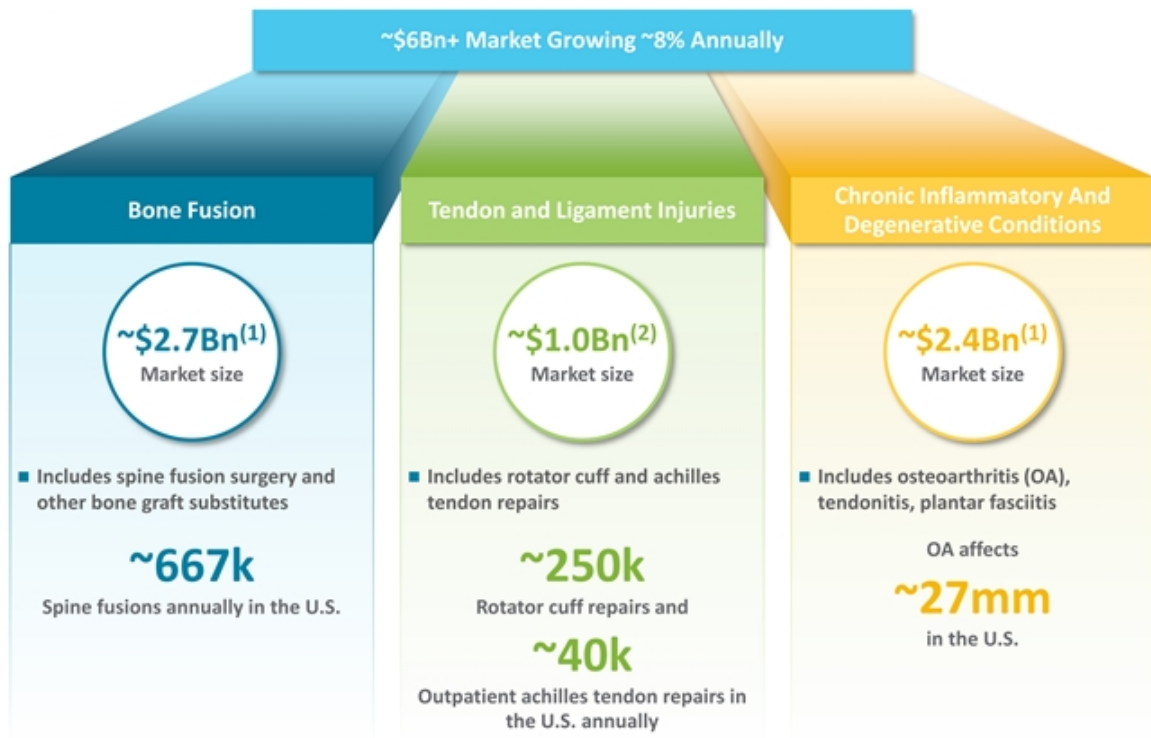 ~$6Bn+ Market Growing ~8% Annually
Bone Fusion
~$2.7Bn(1)
Market size
■ Includes spine fusion surgery and
other bone graft substitutes
~667k
Spine fusions annually in the U.S.
Tendon and Ligament Injuries
~$1.0Bn(2)
Market size
■ Includes rotator cuff and achilles
tendon repairs
~250k
Rotator cuff repairs and
~40k
Outpatient achilles tendon repairs in
the U.S. annually
Chronic Inflammatory And
Degenerative Conditions
~$2.4Bn(1)
Market size
■ Includes osteoarthritis (OA),
tendonitis, plantar fasciitis
OA affects
~27mm
in the U.S.